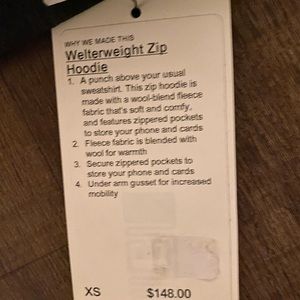 WHY WE MADE THIS
Welterweight Zip
Hoodie
1. A punch above your usual
sweatshirt. This zip hoodie is
made with a wool-blend fleece
fabric that's soft and comfy,
and features zippered pockets
to store your phone and cards
2. Fleece fabric is blended with
wool for warmth
3. Secure zippered pockets to
store your phone and cards
4. Under arm gusset for increased
mobility
XS $148.00